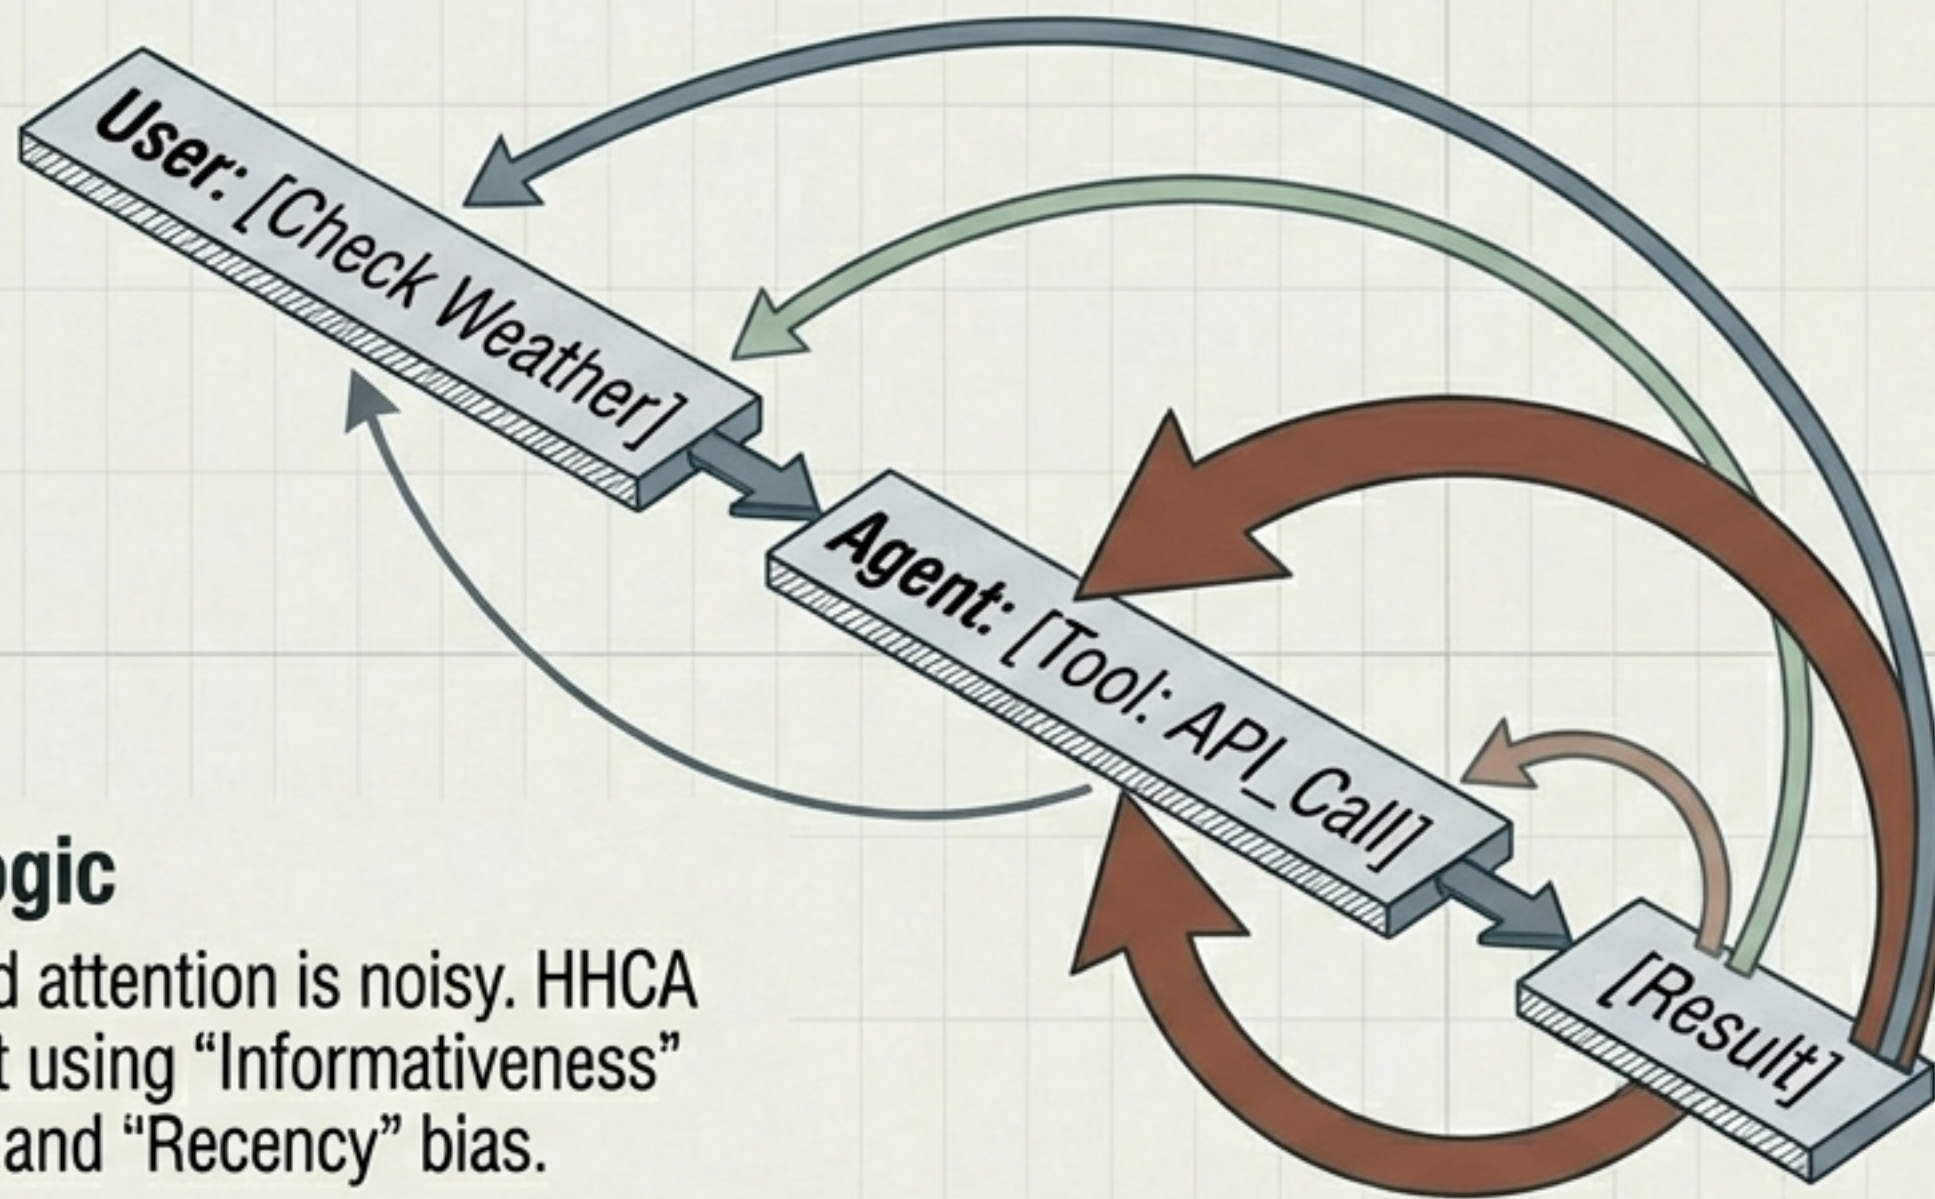 User: [Check Weather]
Agent: [Tool: API_Call]
[Result]
ogic
d attention is noisy. HHCA
t using “Informativeness”
and “Recency” bias.